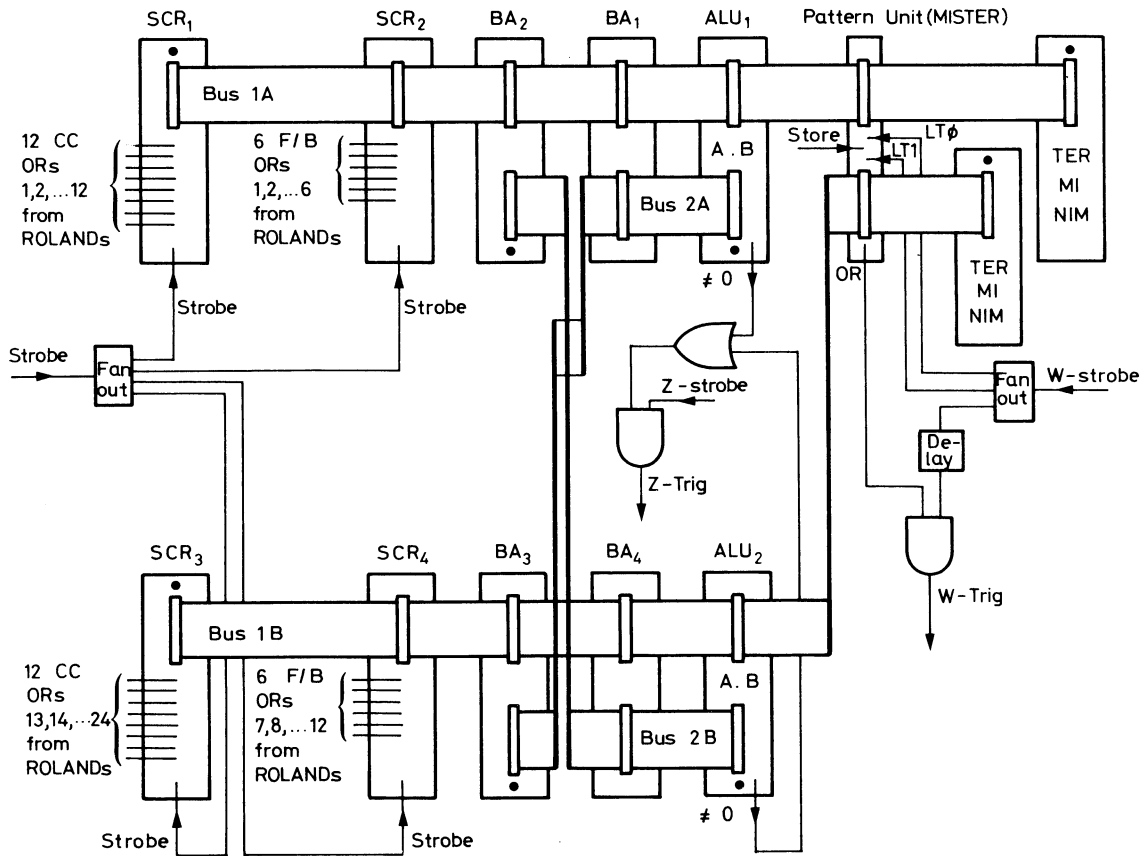 SCR1
SCR2
BA2
BA1
ALU1
Pattern Unit (MISTER)
Bus 1A
12 CC
ORs
1,2,...12
from
ROLANDs
6 F/B
ORs
1,2,...6
from
ROLANDs
A.B
Store
LTϕ
LT1
TER
MI
NIM
Bus 2A
≠ 0
OR
TER
MI
NIM
Strobe
Strobe
Strobe
Fan
out
Z-strobe
Fan
out
W-strobe
De-
lay
Z-Trig
SCR3
SCR4
BA3
BA4
ALU2
W-Trig
Bus 1B
12 CC
ORs
13,14,...24
from
ROLANDs
6 F/B
ORs
7,8,...12
from
ROLANDs
A.B
Bus 2B
≠ 0
Strobe
Strobe